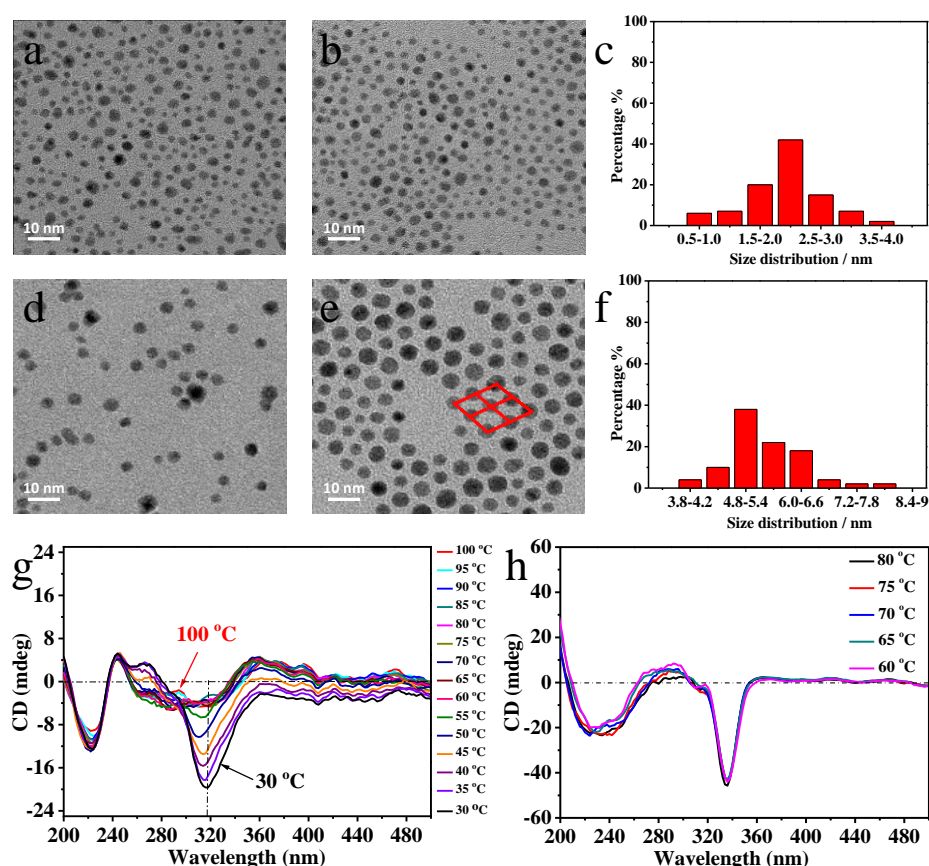 a
10 nm
b
10 nm
c
Percentage %
100
80
60
40
20
0
0.5-1.0 1.5-2.0 2.5-3.0 3.5-4.0
Size distribution / nm
d
10 nm
e
10 nm
f
Percentage %
100
80
60
40
20
0
3.8-4.2 4.8-5.4 6.0-6.6 7.2-7.8 8.4-9
Size distribution / nm
g
CD (mdeg)
24
16
8
0
-8
-16
-24
100 °C
30 °C
100 °C
95 °C
90 °C
85 °C
80 °C
75 °C
70 °C
65 °C
60 °C
55 °C
50 °C
45 °C
40 °C
35 °C
30 °C
200 240 280 320 360 400 440 480
Wavelength (nm)
h
CD (mdeg)
60
40
20
0
-20
-40
-60
80 °C
75 °C
70 °C
65 °C
60 °C
200 240 280 320 360 400 440 480
Wavelength (nm)